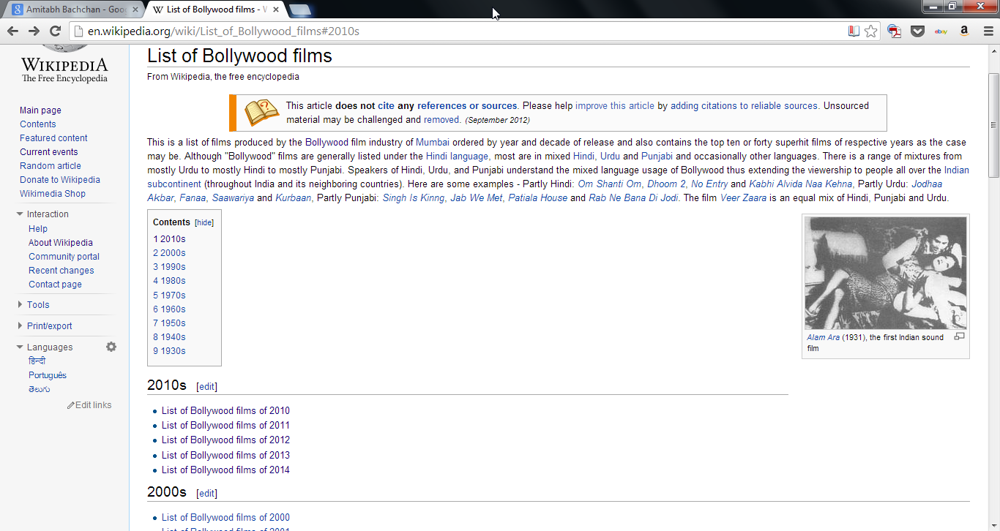 Amitabh Bachchan - Goo
List of Bollywood films - W
en.wikipedia.org/wiki/List_of_Bollywood_films#2010s
ebay
a
WIKIPEDIA
The Free Encyclopedia
Main page
Contents
Featured content
Current events
Random article
Donate to Wikipedia
Wikimedia Shop
Interaction
Help
About Wikipedia
Community portal
Recent changes
Contact page
Tools
Print/export
Languages
हिन्दी
Português
తెలుగు
Edit links
List of Bollywood films
From Wikipedia, the free encyclopedia
This article does not cite any references or sources. Please help improve this article by adding citations to reliable sources. Unsourced
material may be challenged and removed. (September 2012)
This is a list of films produced by the Bollywood film industry of Mumbai ordered by year and decade of release and also contains the top ten or forty superhit films of respective years as the case
may be. Although "Bollywood" films are generally listed under the Hindi language, most are in mixed Hindi, Urdu and Punjabi and occasionally other languages. There is a range of mixtures from
mostly Urdu to mostly Hindi to mostly Punjabi. Speakers of Hindi, Urdu, and Punjabi understand the mixed language usage of Bollywood thus extending the viewership to people all over the Indian
subcontinent (throughout India and its neighboring countries). Here are some examples - Partly Hindi: Om Shanti Om, Dhoom 2, No Entry and Kabhi Alvida Naa Kehna, Partly Urdu: Jodhaa
Akbar, Fanaa, Saawariya and Kurbaan, Partly Punjabi: Singh Is Kinng, Jab We Met, Patiala House and Rab Ne Bana Di Jodi. The film Veer Zaara is an equal mix of Hindi, Punjabi and Urdu.
Contents [hide]
1 2010s
2 2000s
3 1990s
4 1980s
5 1970s
6 1960s
7 1950s
8 1940s
9 1930s
Alam Ara (1931), the first Indian sound
film
2010s [edit]
List of Bollywood films of 2010
List of Bollywood films of 2011
List of Bollywood films of 2012
List of Bollywood films of 2013
List of Bollywood films of 2014
2000s [edit]
List of Bollywood films of 2000
List of Bollywood films of 2001